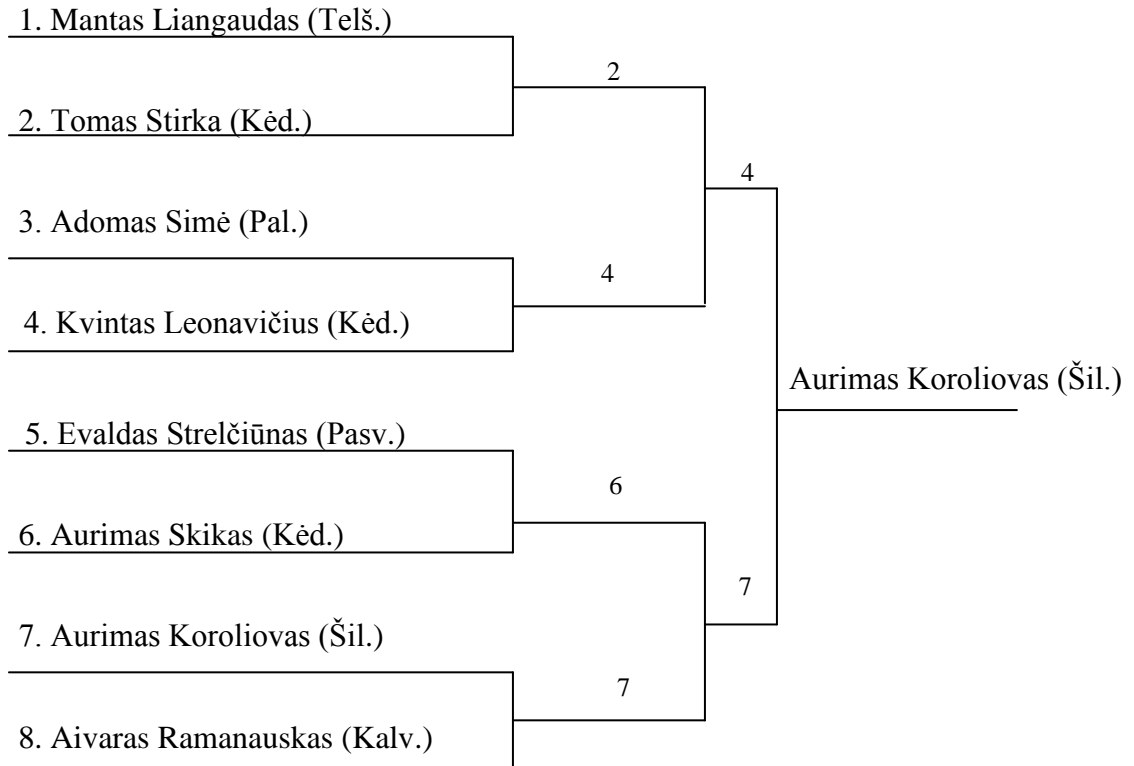 1. Mantas Liangaudas (Telš.)
2
2. Tomas Stirka (Kėd.)
4
3. Adomas Simė (Pal.)
4
4. Kvintas Leonavičius (Kėd.)
Aurimas Koroliovas (Šil.)
5. Evaldas Strelčiūnas (Pasv.)
6
6. Aurimas Skikas (Kėd.)
7
7. Aurimas Koroliovas (Šil.)
7
8. Aivaras Ramanauskas (Kalv.)